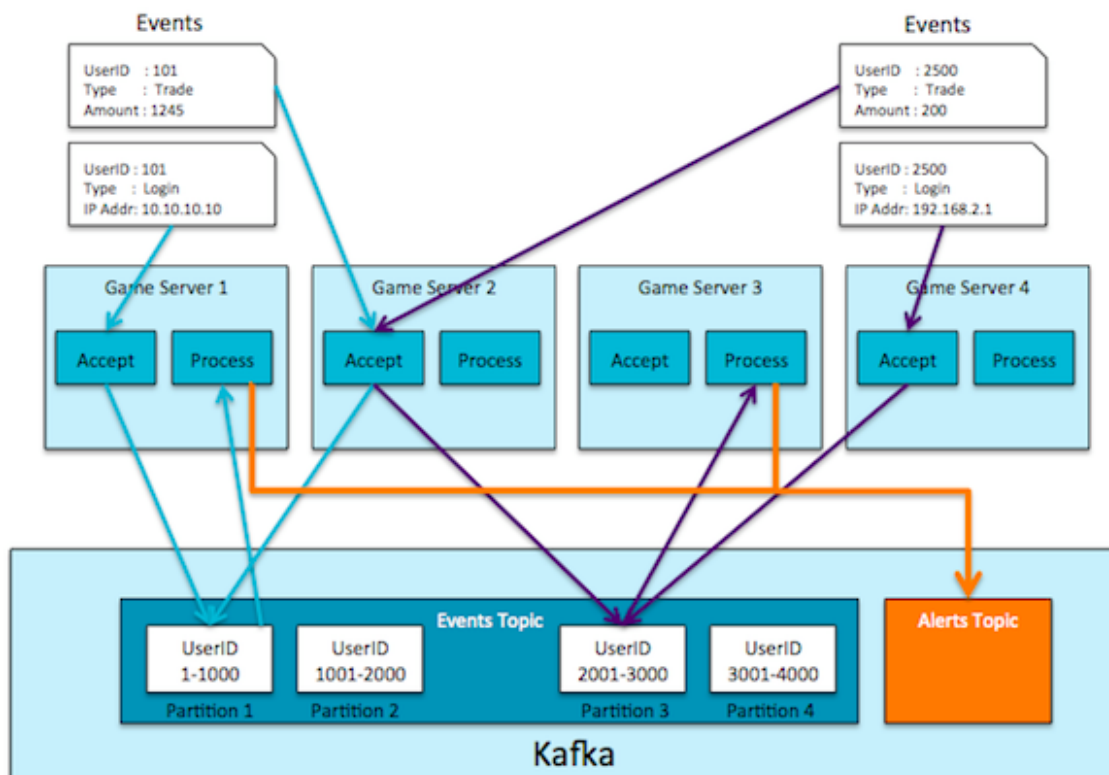 Events
Events
UserID : 101
Type : Trade
Amount : 1245
UserID : 2500
Type : Trade
Amount : 200
UserID : 101
Type : Login
IP Addr: 10.10.10.10
UserID : 2500
Type : Login
IP Addr: 192.168.2.1
Game Server 1
Game Server 2
Game Server 3
Game Server 4
Accept
Process
Accept
Process
Accept
Process
Accept
Process
Events Topic
Alerts Topic
UserID
1-1000
UserID
1001-2000
UserID
2001-3000
UserID
3001-4000
Partition 1
Partition 2
Partition 3
Partition 4
Kafka